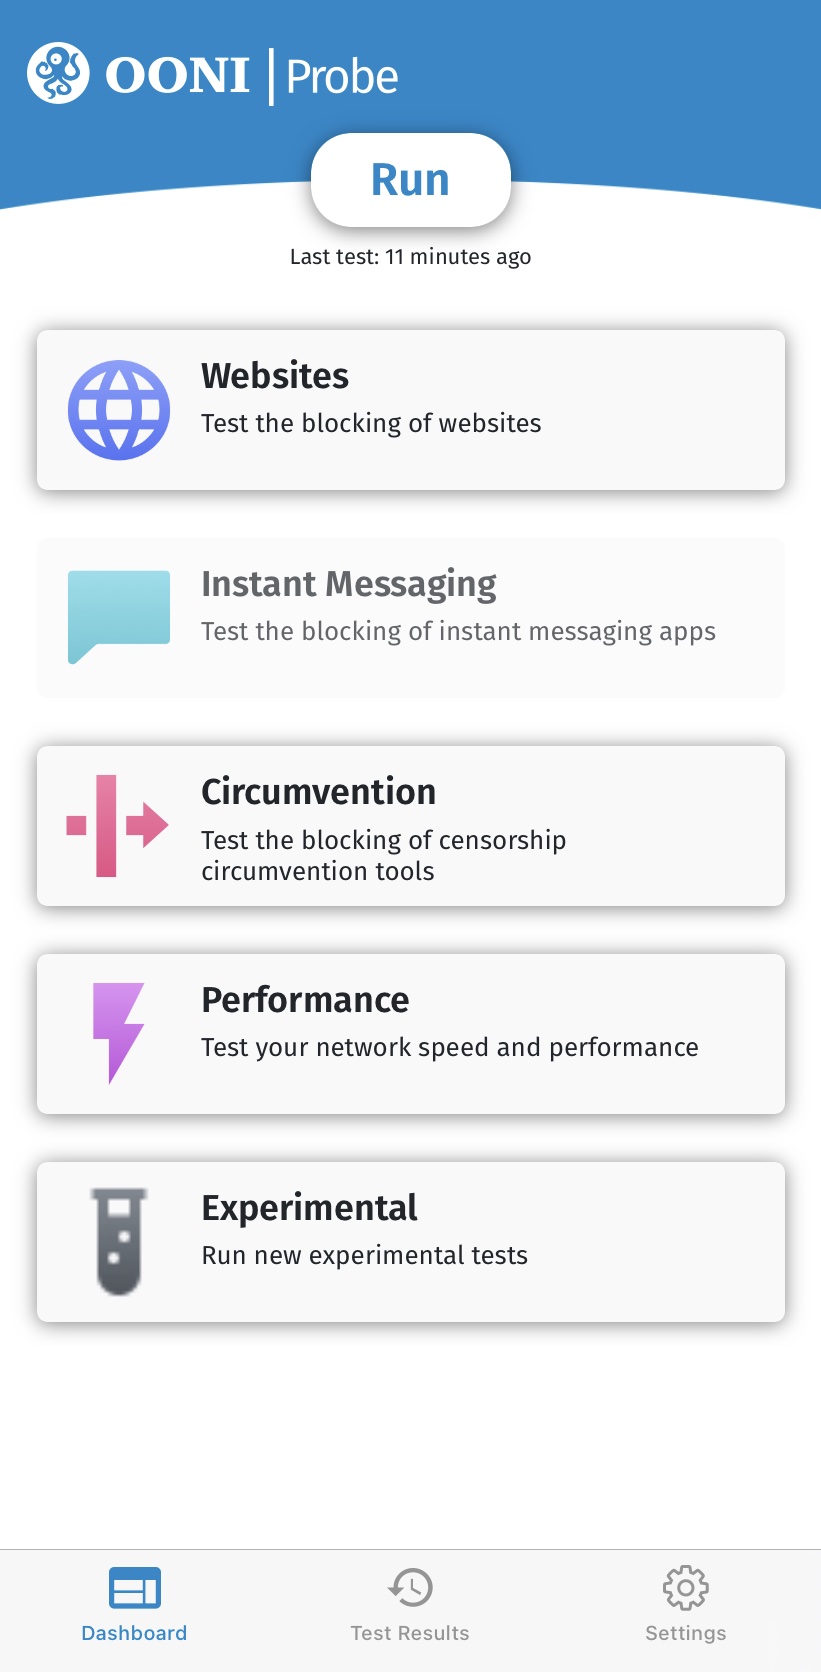 OONI Probe
Run
Last test: 11 minutes ago
Websites
Test the blocking of websites
Instant Messaging
Test the blocking of instant messaging apps
Circumvention
Test the blocking of censorship
circumvention tools
Performance
Test your network speed and performance
Experimental
Run new experimental tests
Dashboard
Test Results
Settings